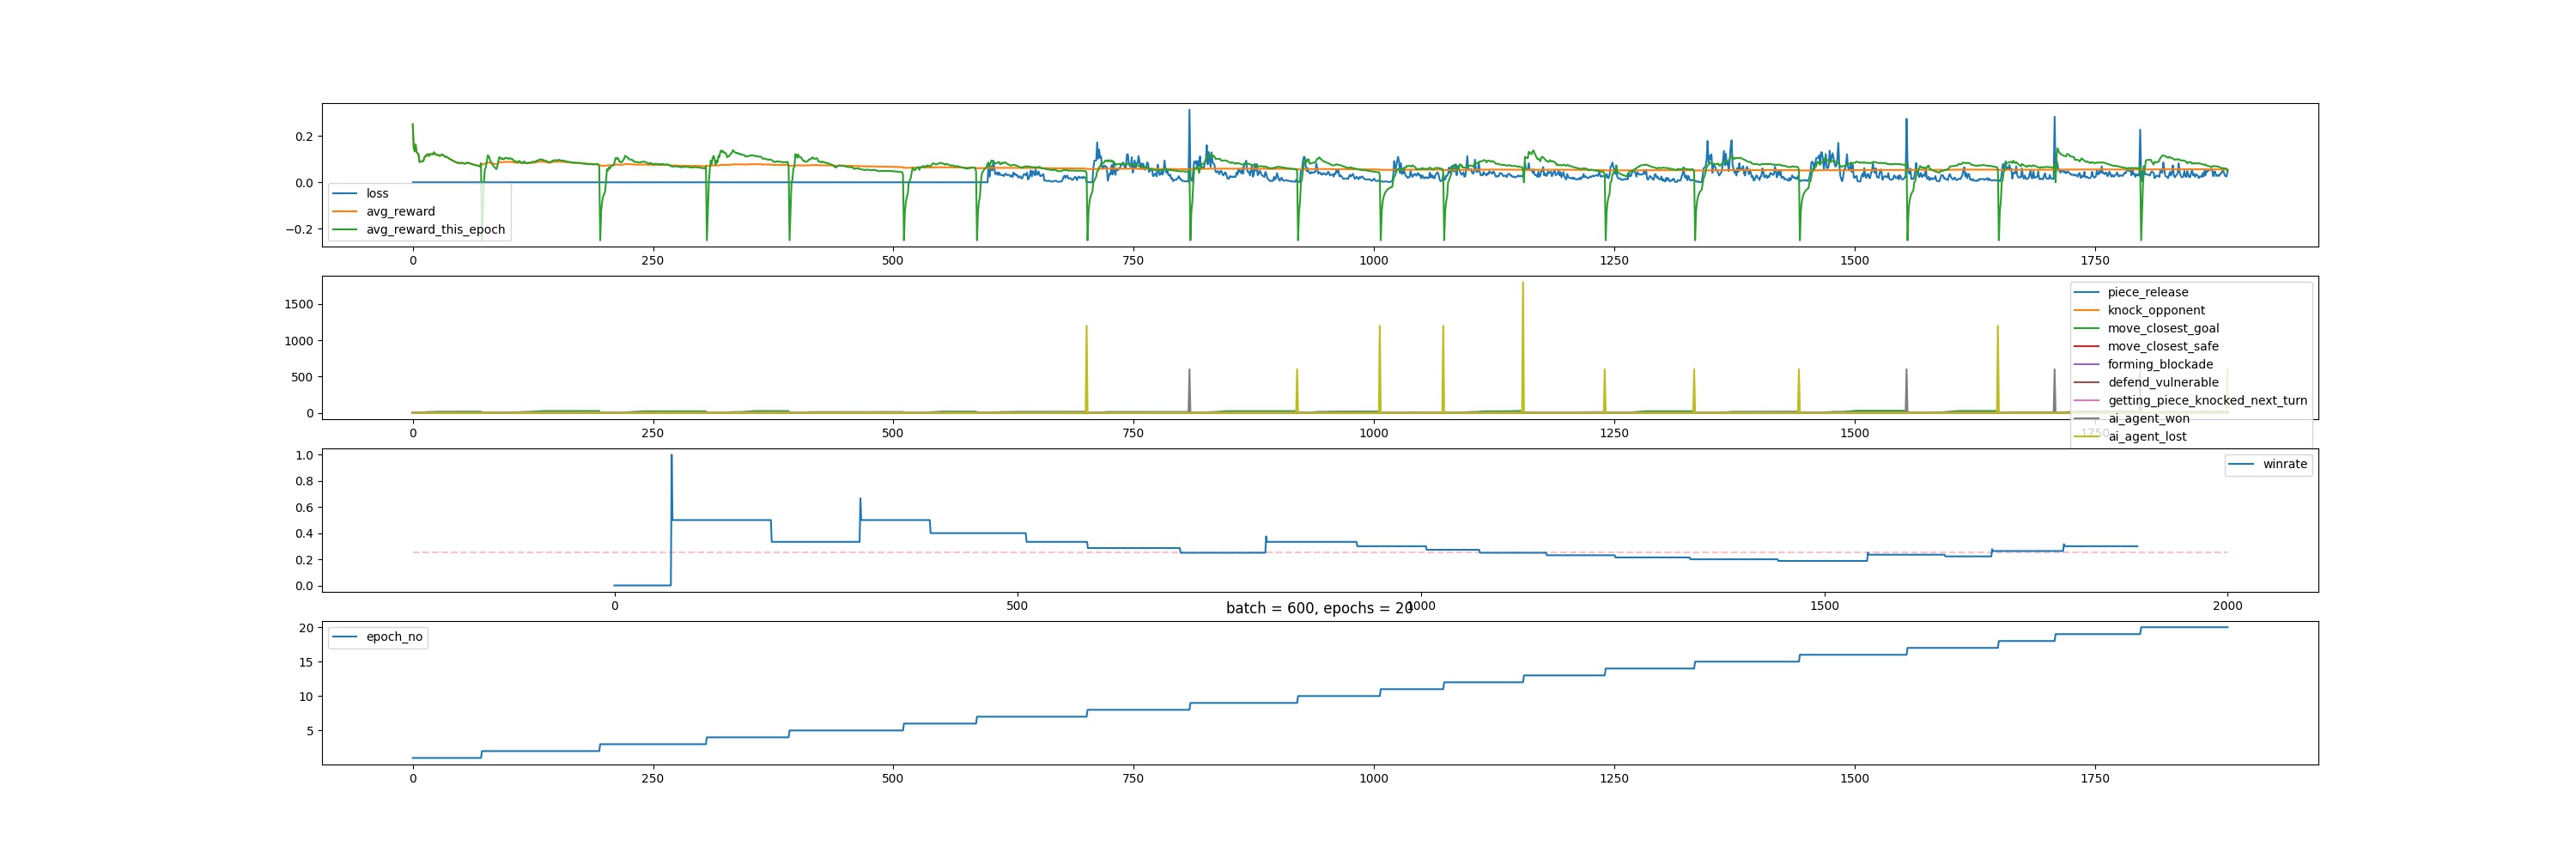 0.2
0.0
−0.2
loss
avg_reward
avg_reward_this_epoch
0 250 500 750 1000 1250 1500 1750
1500
1000
500
0
piece_release
knock_opponent
move_closest_goal
move_closest_safe
forming_blockade
defend_vulnerable
getting_piece_knocked_next_turn
ai_agent_won
ai_agent_lost
0 250 500 750 1000 1250 1500 1750
1.0
0.8
0.6
0.4
0.2
0.0
winrate
0 500 1000 1500 2000
batch = 600, epochs = 20
20
15
10
5
epoch_no
0 250 500 750 1000 1250 1500 1750